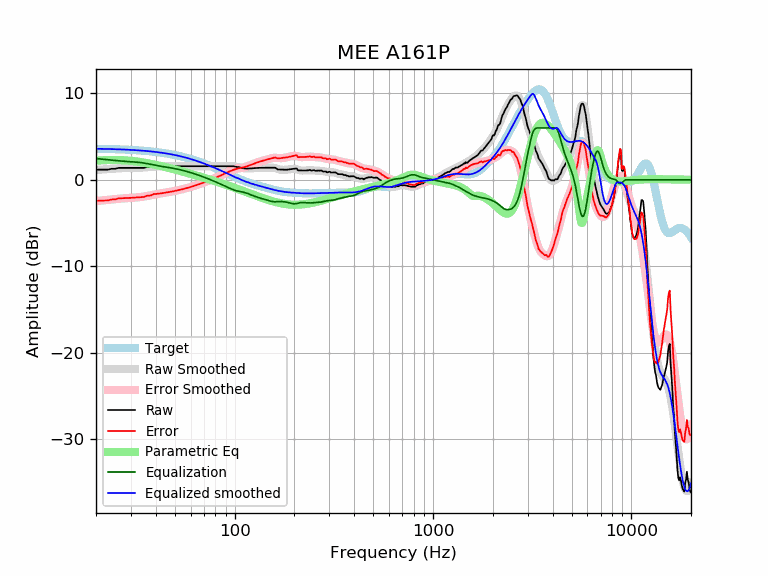 MEE A161P
10
0
−10
−20
−30
Amplitude (dBr)
Target
Raw Smoothed
Error Smoothed
Raw
Error
Parametric Eq
Equalization
Equalized smoothed
100
1000
10000
Frequency (Hz)